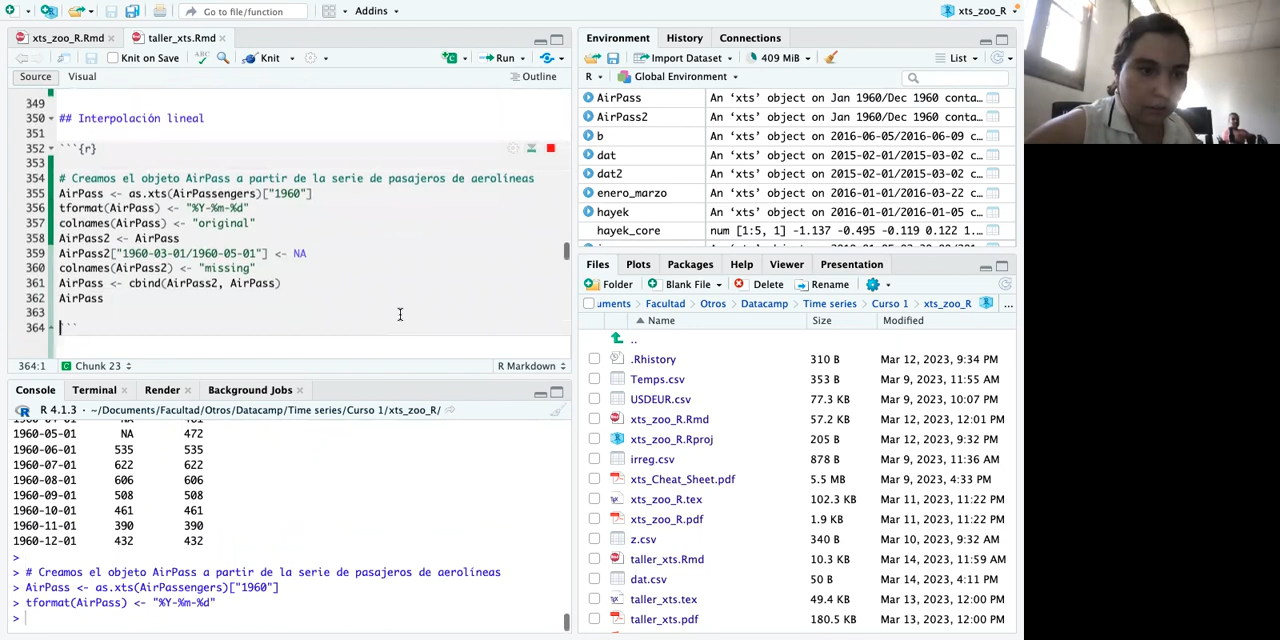 Go to file/function
Addins
xts_zoo_R
xts_zoo_R.Rmd
taller_xts.Rmd
Knit on Save
ABC
Knit
Run
Source
Visual
Outline
349
350 ## Interpolación lineal
351
352 ```{r}
353
354 # Creamos el objeto AirPass a partir de la serie de pasajeros de aerolíneas
355 AirPass <- as.xts(AirPassengers)["1960"]
356 tformat(AirPass) <- "%Y-%m-%d"
357 colnames(AirPass) <- "original"
358 AirPass2 <- AirPass
359 AirPass2["1960-03-01/1960-05-01"] <- NA
360 colnames(AirPass2) <- "missing"
361 AirPass <- cbind(AirPass2, AirPass)
362 AirPass
363
364 ```
364:1 Chunk 23 R Markdown
Console Terminal Render Background Jobs
R 4.1.3 · ~/Documents/Facultad/Otros/Datacamp/Time series/Curso 1/xts_zoo_R/
1960-05-01 NA 472
1960-06-01 535 535
1960-07-01 622 622
1960-08-01 606 606
1960-09-01 508 508
1960-10-01 461 461
1960-11-01 390 390
1960-12-01 432 432
>
> # Creamos el objeto AirPass a partir de la serie de pasajeros de aerolíneas
> AirPass <- as.xts(AirPassengers)["1960"]
> tformat(AirPass) <- "%Y-%m-%d"
>
Environment History Connections
Import Dataset 409 MiB List
R Global Environment
AirPass An ‘xts’ object on Jan 1960/Dec 1960 conta…
AirPass2 An ‘xts’ object on Jan 1960/Dec 1960 conta…
b An ‘xts’ object on 2016-06-05/2016-06-09 c…
dat An ‘xts’ object on 2015-02-01/2015-03-02 c…
dat2 An ‘xts’ object on 2015-02-01/2015-03-02 c…
enero_marzo An ‘xts’ object on 2016-01-01/2016-03-22 c…
hayek An ‘xts’ object on 2016-01-01/2016-01-05 c…
hayek_core num [1:5, 1] -1.137 -0.495 -0.119 0.122 1…
Files Plots Packages Help Viewer Presentation
Folder Blank File Delete Rename
uments Facultad Otros Datacamp Time series Curso 1 xts_zoo_R ...
Name Size Modified
..
.Rhistory 310 B Mar 12, 2023, 9:34 PM
Temps.csv 353 B Mar 9, 2023, 11:55 AM
USDEUR.csv 77.3 KB Mar 9, 2023, 10:07 PM
xts_zoo_R.Rmd 57.2 KB Mar 12, 2023, 12:01 PM
xts_zoo_R.Rproj 205 B Mar 12, 2023, 9:32 PM
irreg.csv 878 B Mar 9, 2023, 11:36 AM
xts_Cheat_Sheet.pdf 5.5 MB Mar 9, 2023, 4:33 PM
xts_zoo_R.tex 102.3 KB Mar 11, 2023, 11:22 PM
xts_zoo_R.pdf 1.9 KB Mar 11, 2023, 11:22 PM
z.csv 340 B Mar 10, 2023, 9:32 AM
taller_xts.Rmd 10.3 KB Mar 14, 2023, 11:59 AM
dat.csv 50 B Mar 14, 2023, 4:11 PM
taller_xts.tex 49.4 KB Mar 13, 2023, 12:00 PM
taller_xts.pdf 180.5 KB Mar 13, 2023, 12:00 PM